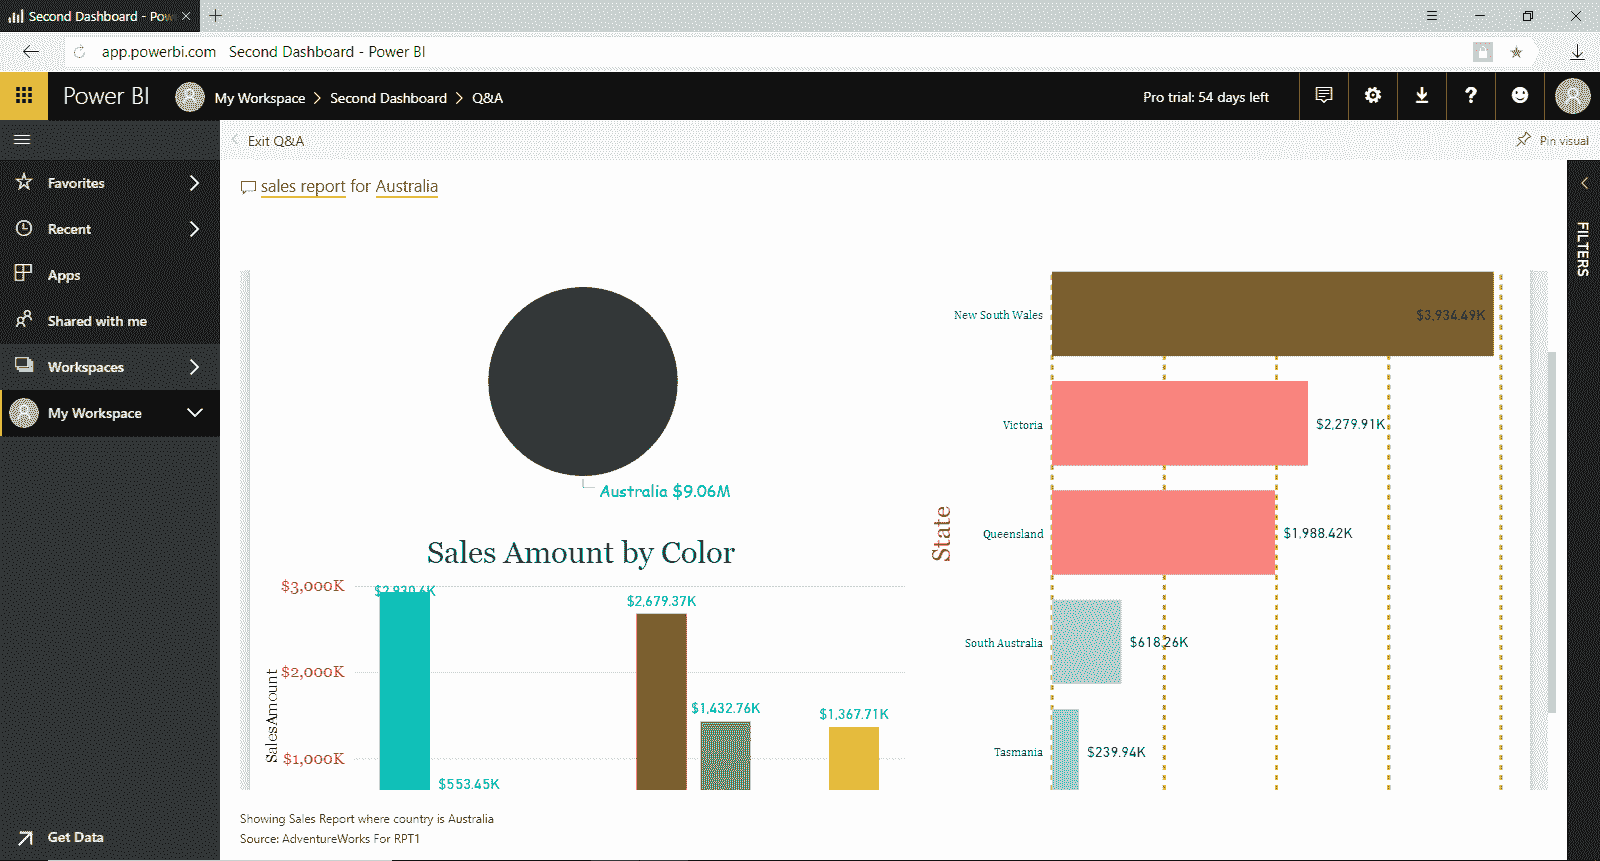 Second Dashboard - Pow
app.powerbi.com Second Dashboard - Power BI
Power BI
My Workspace > Second Dashboard > Q&A
Pro trial: 54 days left
Exit Q&A
Pin visual
Favorites
Recent
Apps
Shared with me
Workspaces
My Workspace
Get Data
sales report for Australia
Australia $9.06M
Sales Amount by Color
SalesAmount
$3,000K
$2,000K
$1,000K
$553.45K
$2,679.37K
$1,432.76K
$1,367.71K
State
New South Wales
$3,934.49K
Victoria
$2,279.91K
Queensland
$1,988.42K
South Australia
$618.26K
Tasmania
$239.94K
FILTERS
Showing Sales Report where country is Australia
Source: AdventureWorks For RPT1